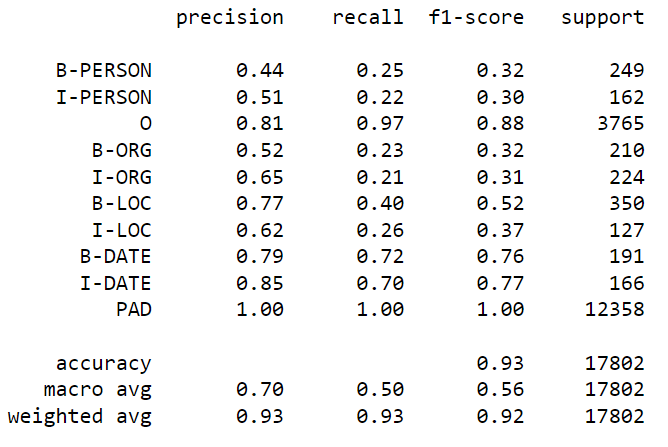 precision recall f1-score support
B-PERSON 0.44 0.25 0.32 249
I-PERSON 0.51 0.22 0.30 162
O 0.81 0.97 0.88 3765
B-ORG 0.52 0.23 0.32 210
I-ORG 0.65 0.21 0.31 224
B-LOC 0.77 0.40 0.52 350
I-LOC 0.62 0.26 0.37 127
B-DATE 0.79 0.72 0.76 191
I-DATE 0.85 0.70 0.77 166
PAD 1.00 1.00 1.00 12358
accuracy 0.93 17802
macro avg 0.70 0.50 0.56 17802
weighted avg 0.93 0.93 0.92 17802